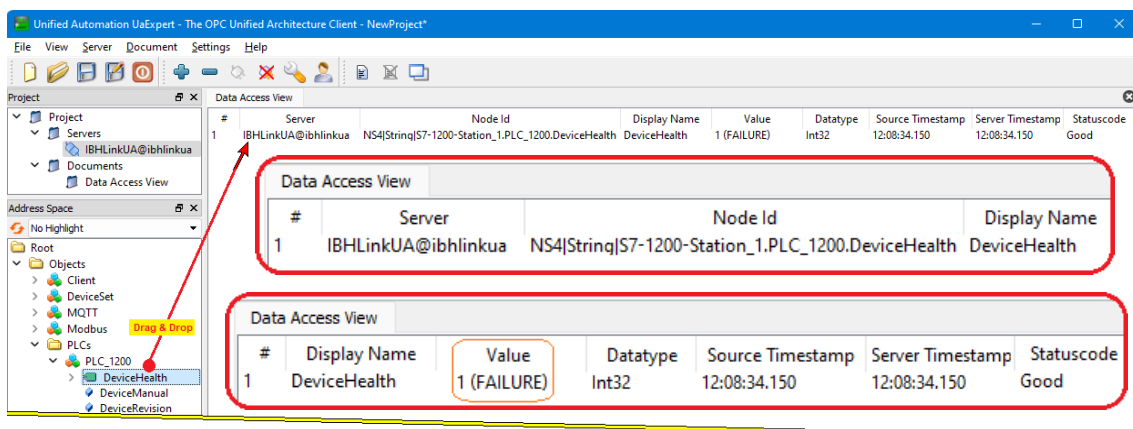 Unified Automation UaExpert - The OPC Unified Architecture Client - NewProject*
File View Server Document Settings Help
Project
Project
Servers
IBHLinkUA@ibhlinkua
Documents
Data Access View
Address Space
No Highlight
Root
Objects
Client
DeviceSet
MQTT
Modbus
Drag & Drop
PLCs
PLC_1200
DeviceHealth
DeviceManual
DeviceRevision
Data Access View
# Server Node Id Display Name Value Datatype Source Timestamp Server Timestamp Statuscode
1 IBHLinkUA@ibhlinkua NS4|String|S7-1200-Station_1.PLC_1200.DeviceHealth DeviceHealth 1 (FAILURE) Int32 12:08:34.150 12:08:34.150 Good
Data Access View
# Server Node Id Display Name
1 IBHLinkUA@ibhlinkua NS4|String|S7-1200-Station_1.PLC_1200.DeviceHealth DeviceHealth
Data Access View
# Display Name Value Datatype Source Timestamp Server Timestamp Statuscode
1 DeviceHealth 1 (FAILURE) Int32 12:08:34.150 12:08:34.150 Good